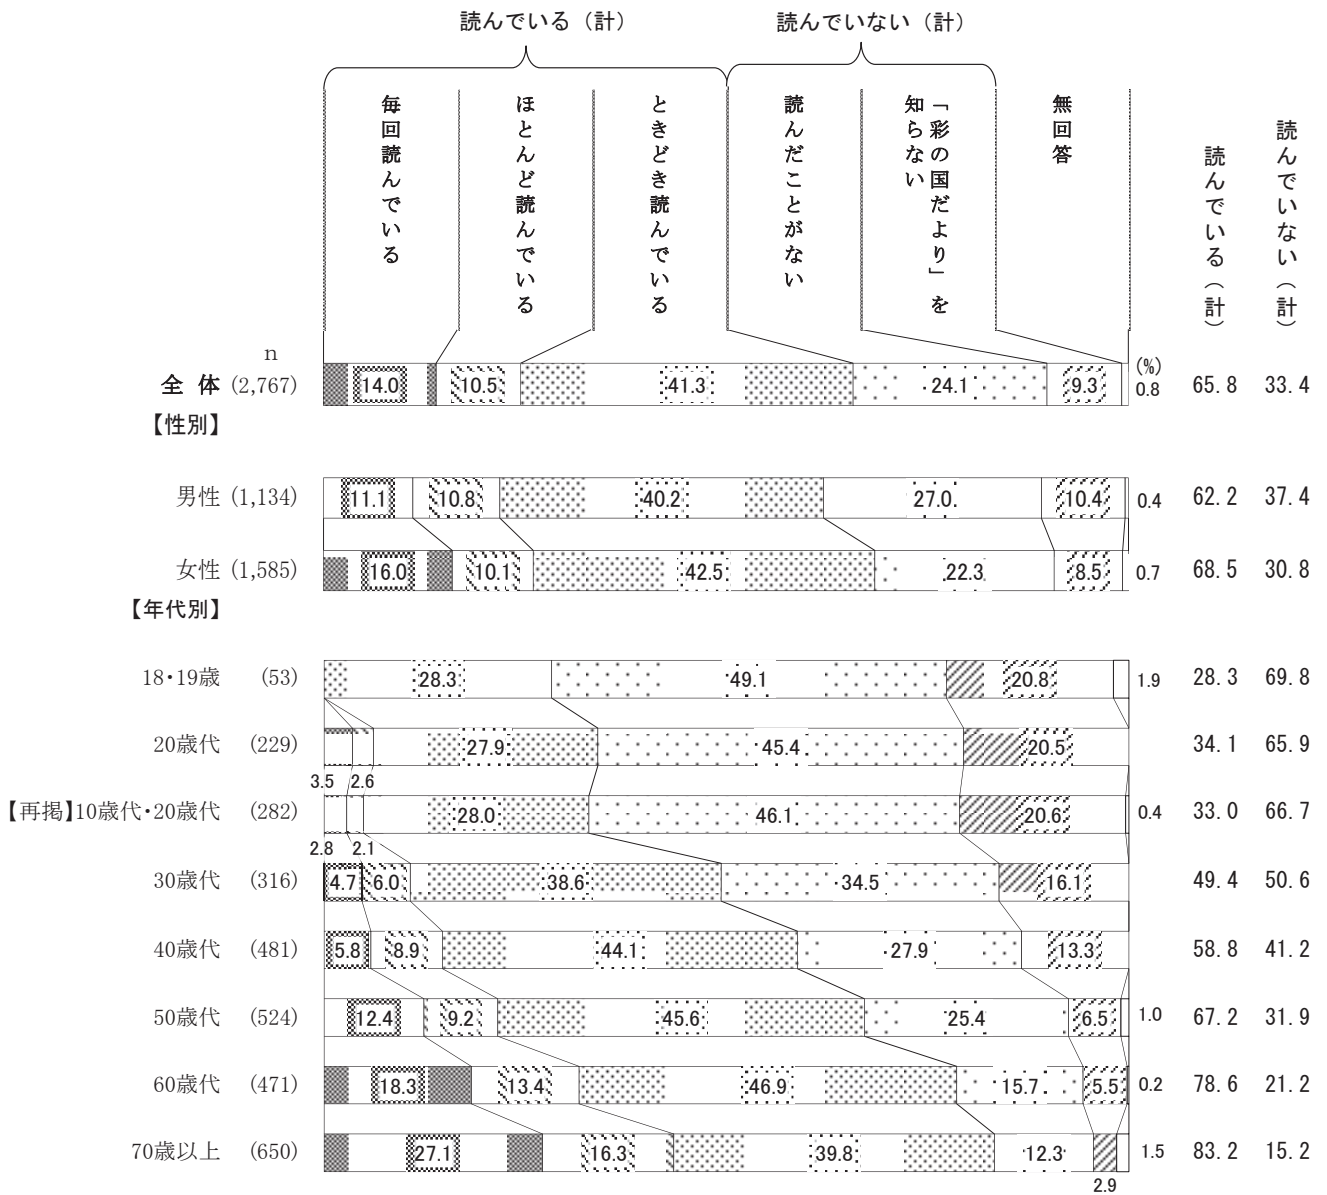 読んでいる（計）
読んでいない（計）
毎回読んでいる
ほとんど読んでいる
ときどき読んでいる
読んだことがない
「彩の国だより」を
知らない
無回答
読んでいる（計）
読んでいない（計）
n
(%)
全 体 (2,767) 14.0 10.5 41.3 24.1 9.3 0.8 65.8 33.4
【性別】
男性 (1,134) 11.1 10.8 40.2 27.0 10.4 0.4 62.2 37.4
女性 (1,585) 16.0 10.1 42.5 22.3 8.5 0.7 68.5 30.8
【年代別】
18・19歳 (53) 28.3 49.1 20.8 1.9 28.3 69.8
20歳代 (229) 27.9 45.4 20.5 34.1 65.9
3.5 2.6
【再掲】10歳代・20歳代 (282) 28.0 46.1 20.6 0.4 33.0 66.7
2.8 2.1
30歳代 (316) 4.7 6.0 38.6 34.5 16.1 49.4 50.6
40歳代 (481) 5.8 8.9 44.1 27.9 13.3 58.8 41.2
50歳代 (524) 12.4 9.2 45.6 25.4 6.5 1.0 67.2 31.9
60歳代 (471) 18.3 13.4 46.9 15.7 5.5 0.2 78.6 21.2
70歳以上 (650) 27.1 16.3 39.8 12.3 1.5 83.2 15.2
2.9